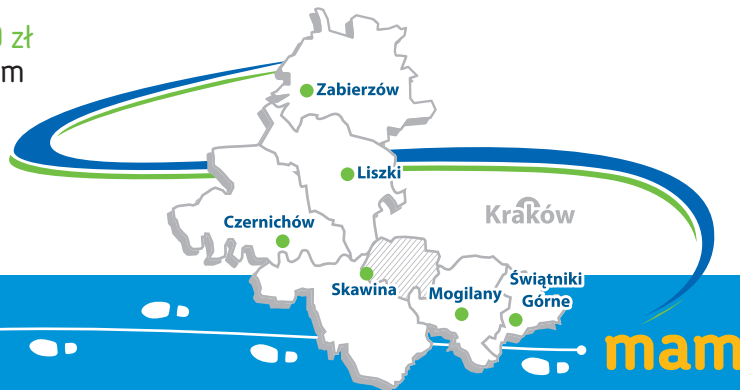 zł
m
Zabierzów
Liszki
Czernichów
Kraków
Skawina
Mogilany
Świątniki
Górne
mam